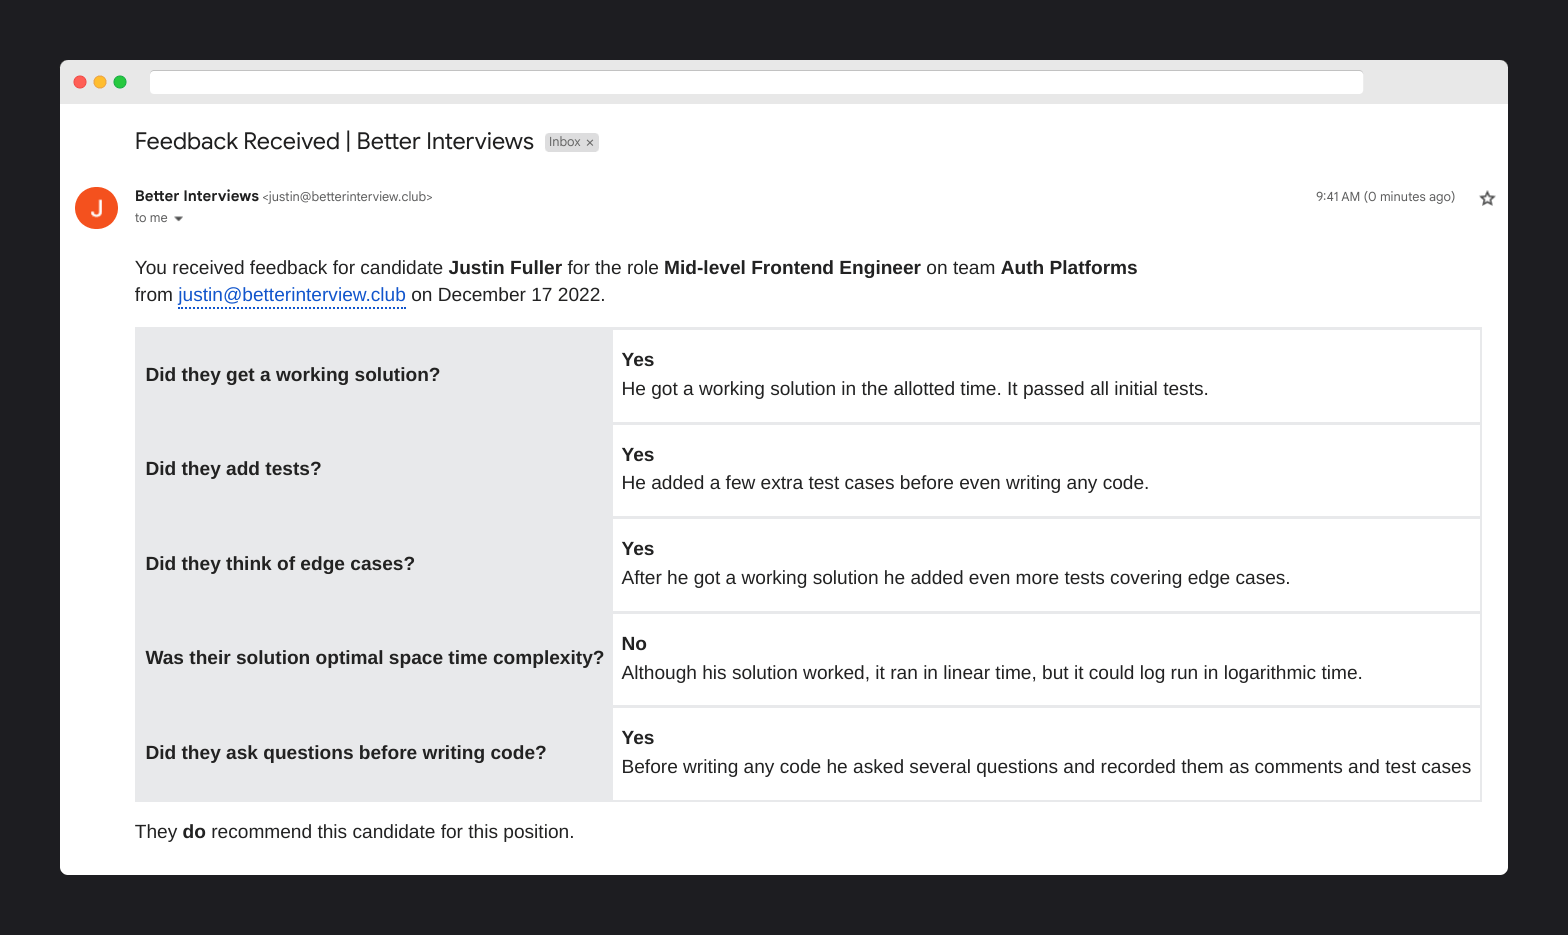 Feedback Received | Better Interviews Inbox ×
J
Better Interviews <justin@betterinterview.club> 9:41 AM (0 minutes ago)
to me
You received feedback for candidate Justin Fuller for the role Mid-level Frontend Engineer on team Auth Platforms
from justin@betterinterview.club on December 17 2022.
Did they get a working solution?
Yes
He got a working solution in the allotted time. It passed all initial tests.
Did they add tests?
Yes
He added a few extra test cases before even writing any code.
Did they think of edge cases?
Yes
After he got a working solution he added even more tests covering edge cases.
Was their solution optimal space time complexity?
No
Although his solution worked, it ran in linear time, but it could log run in logarithmic time.
Did they ask questions before writing code?
Yes
Before writing any code he asked several questions and recorded them as comments and test cases
They do recommend this candidate for this position.